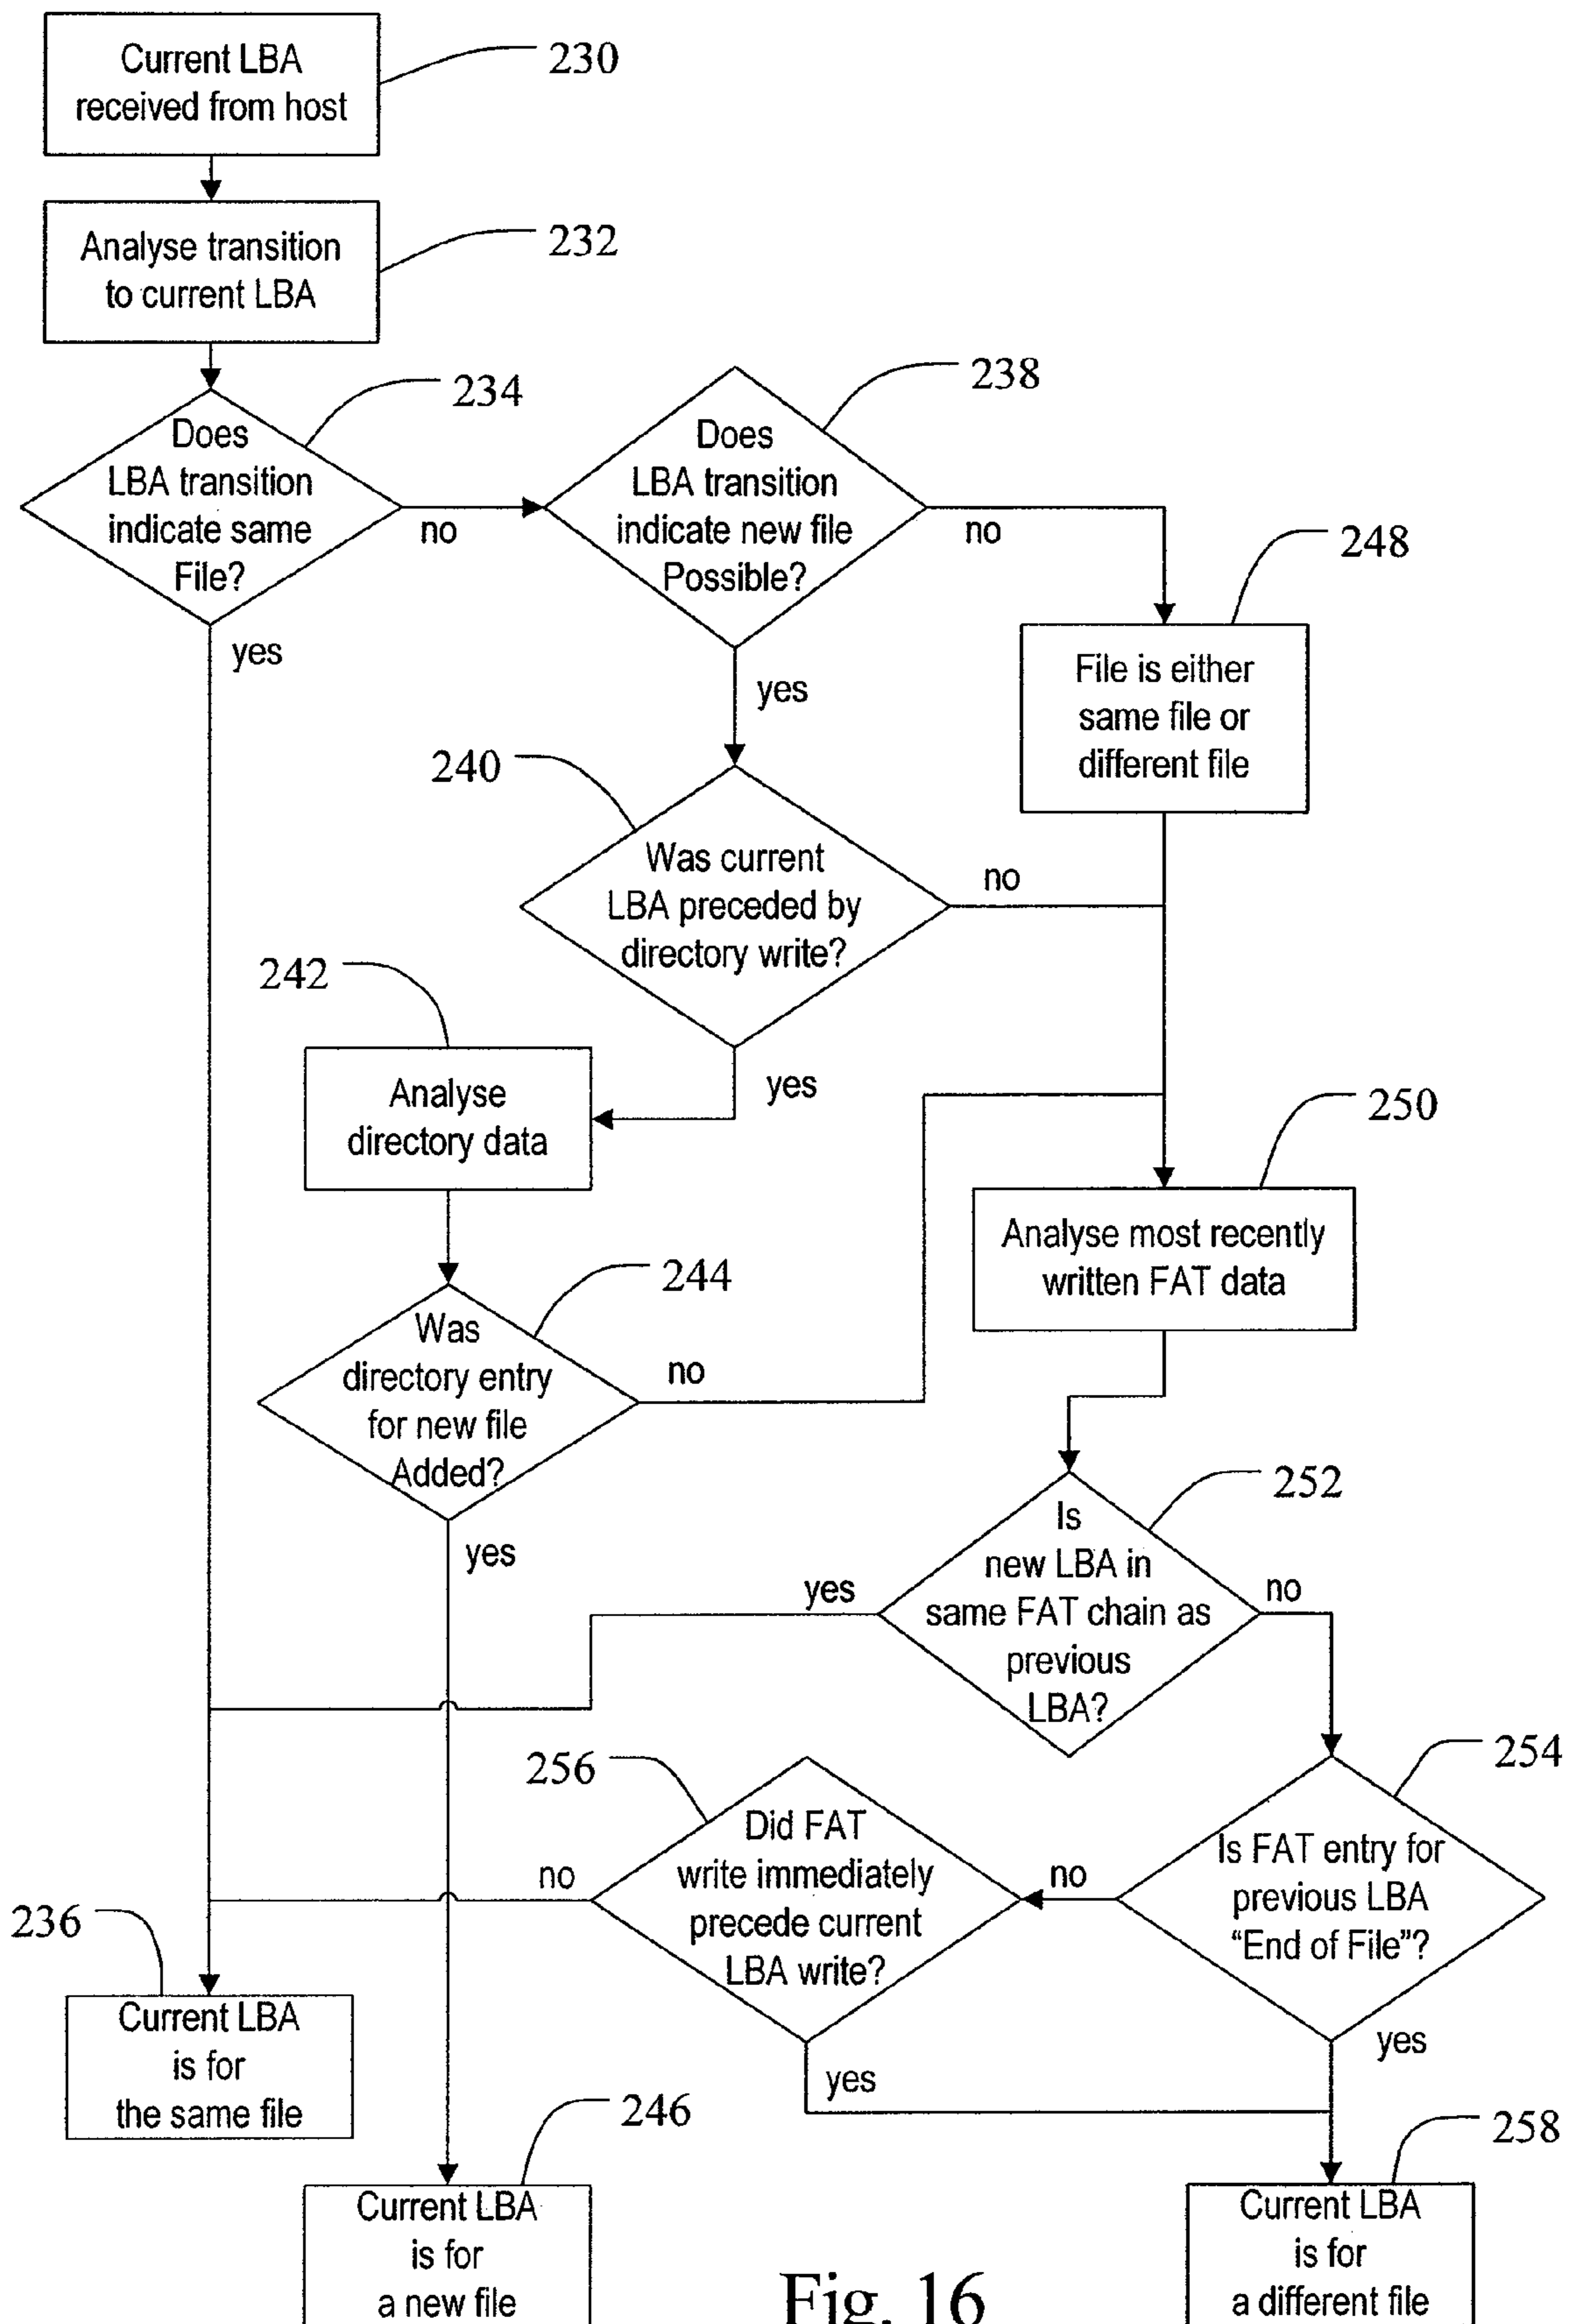 Current LBA
received from host
230
Analyse transition
to current LBA
232
Does
LBA transition
indicate same
File?
234
no
yes
Does
LBA transition
indicate new file
Possible?
238
no
yes
File is either
same file or
different file
248
Was current
LBA preceded by
directory write?
240
no
yes
Analyse
directory data
242
Was
directory entry
for new file
Added?
244
no
yes
Analyse most recently
written FAT data
250
Is
new LBA in
same FAT chain as
previous
LBA?
252
yes
no
Is FAT entry for
previous LBA
“End of File”?
254
no
yes
Did FAT
write immediately
precede current
LBA write?
256
no
yes
236
Current LBA
is for
the same file
246
Current LBA
is for
a new file
258
Current LBA
is for
a different file
Fig. 16